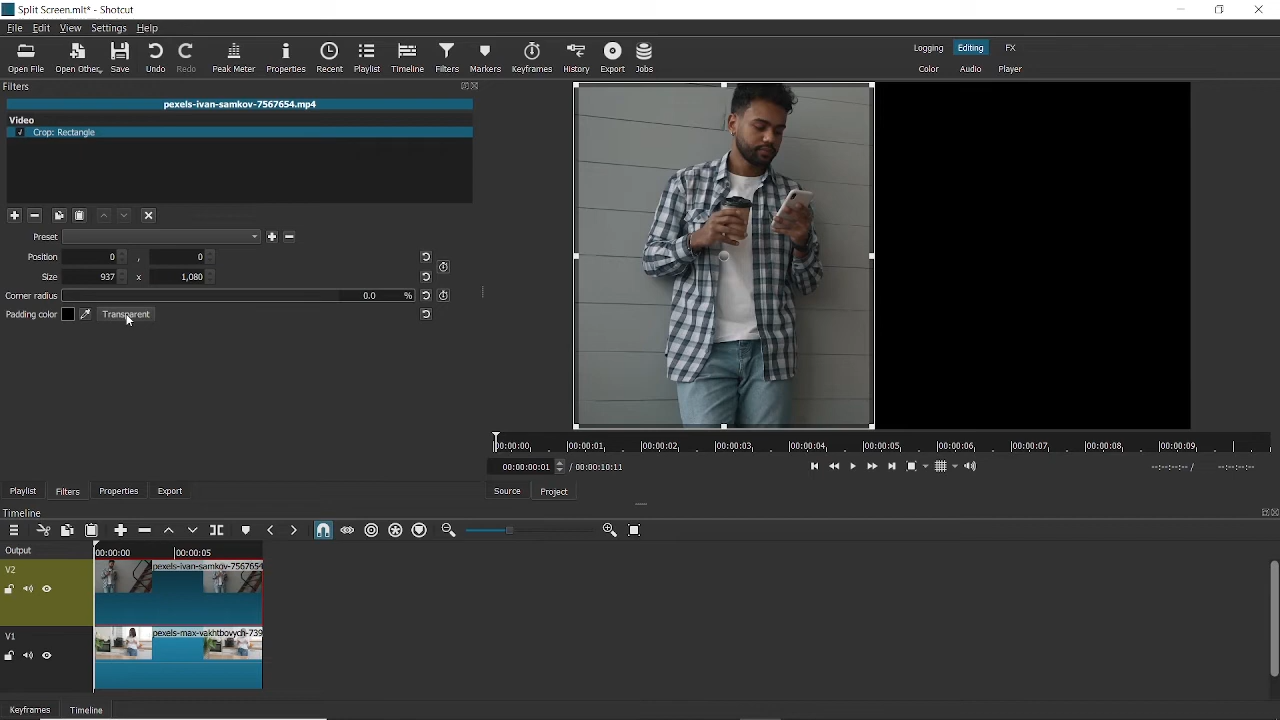 Split Screen.mlt* - Shotcut
File Edit View Settings Help
Open File Open Other.. Save Undo Redo Peak Meter Properties Recent Playlist Timeline Filters Markers Keyframes History Export Jobs
Logging Editing FX
Color Audio Player
Filters
pexels-ivan-samkov-7567654.mp4
Video
Crop: Rectangle
Preset
Position 0 , 0
Size 937 x 1,080
Corner radius 0.0 %
Padding color Transparent
00:00:00, 00:00:01, 00:00:02, 00:00:03, 00:00:04, 00:00:05, 00:00:06, 00:00:07, 00:00:08, 00:00:09,
00:00:00:01 / 00:00:10:11 --:--:--:-- / --:--:--:--
Playlist Filters Properties Export Source Project
Timeline
Output 00:00:00 00:00:05
V2 pexels-ivan-samkov-7567654
V1 pexels-max-vakhtbovych-739
Keyframes Timeline